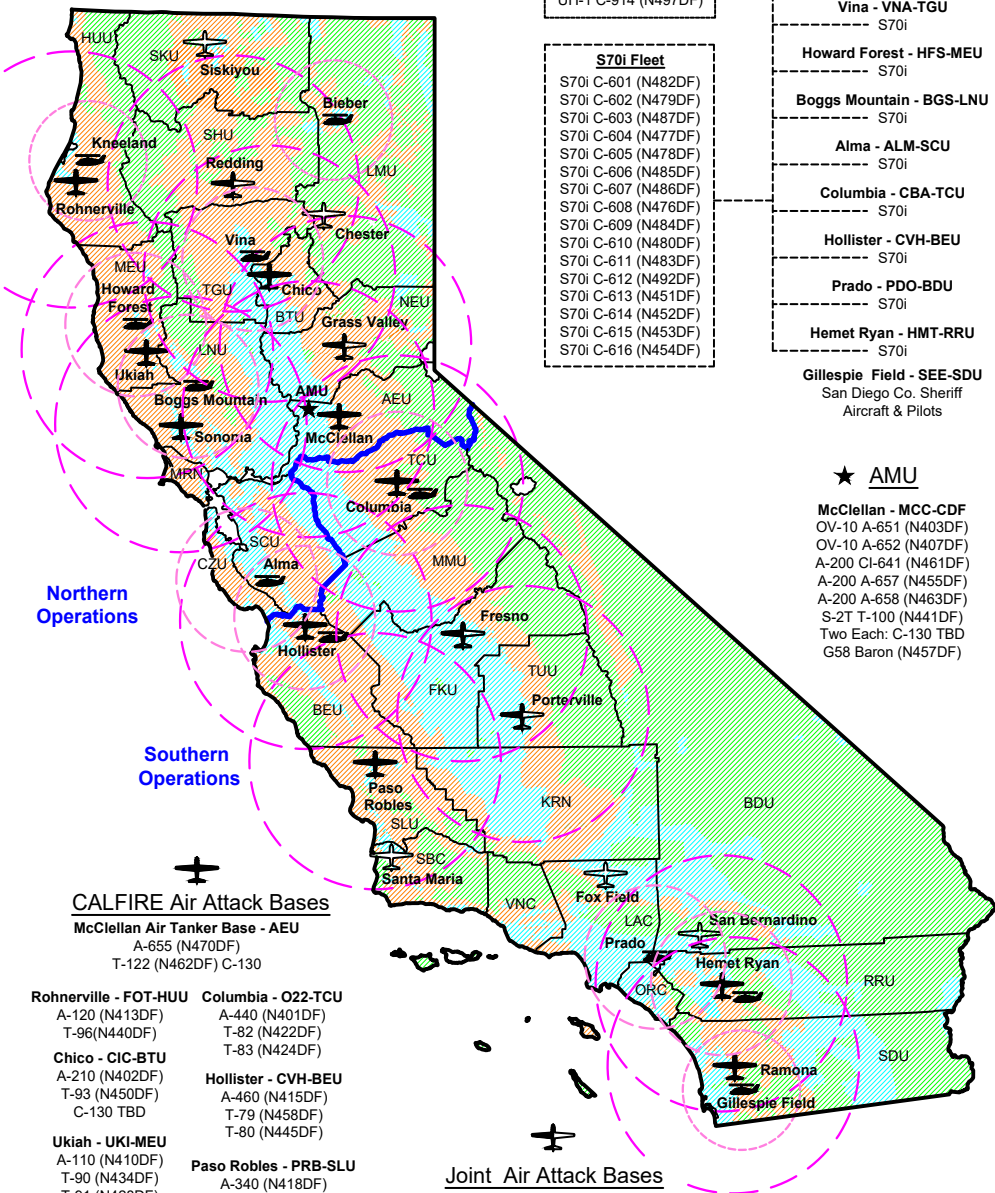 UH-1 C-914 (N497DF)
S70i Fleet
S70i C-601 (N482DF)
S70i C-602 (N479DF)
S70i C-603 (N487DF)
S70i C-604 (N477DF)
S70i C-605 (N478DF)
S70i C-606 (N485DF)
S70i C-607 (N486DF)
S70i C-608 (N476DF)
S70i C-609 (N484DF)
S70i C-610 (N480DF)
S70i C-611 (N483DF)
S70i C-612 (N492DF)
S70i C-613 (N451DF)
S70i C-614 (N452DF)
S70i C-615 (N453DF)
S70i C-616 (N454DF)
Vina - VNA-TGU
S70i
Howard Forest - HFS-MEU
S70i
Boggs Mountain - BGS-LNU
S70i
Alma - ALM-SCU
S70i
Columbia - CBA-TCU
S70i
Hollister - CVH-BEU
S70i
Prado - PDO-BDU
S70i
Hemet Ryan - HMT-RRU
S70i
Gillespie Field - SEE-SDU
San Diego Co. Sheriff
Aircraft & Pilots
AMU
McClellan - MCC-CDF
OV-10 A-651 (N403DF)
OV-10 A-652 (N407DF)
A-200 CI-641 (N461DF)
A-200 A-657 (N455DF)
A-200 A-658 (N463DF)
S-2T T-100 (N441DF)
Two Each: C-130 TBD
G58 Baron (N457DF)
HUU
SKU
Siskiyou
Bieber
SHU
Kneeland
Redding
LMU
Rohnerville
Chester
Vina
MEU
Howard
Forest
TGU
Chico
NEU
BTU
Grass Valley
LNU
Ukiah
Boggs Mountain
AMU
AEU
Sonoma
McClellan
MRN
TCU
Columbia
SCU
CZU
Alma
MMU
Northern
Operations
Fresno
Hollister
TUU
FKU
Porterville
BEU
Southern
Operations
Paso
Robles
KRN
BDU
SLU
SBC
Santa Maria
VNC
Fox Field
LAC
San Bernardino
Prado
Hemet Ryan
ORC
RRU
SDU
Ramona
Gillespie Field
CALFIRE Air Attack Bases
McClellan Air Tanker Base - AEU
A-655 (N470DF)
T-122 (N462DF) C-130
Rohnerville - FOT-HUU
A-120 (N413DF)
T-96(N440DF)
Chico - CIC-BTU
A-210 (N402DF)
T-93 (N450DF)
C-130 TBD
Ukiah - UKI-MEU
A-110 (N410DF)
T-90 (N434DF)
Columbia - O22-TCU
A-440 (N401DF)
T-82 (N422DF)
T-83 (N424DF)
Hollister - CVH-BEU
A-460 (N415DF)
T-79 (N458DF)
T-80 (N445DF)
Paso Robles - PRB-SLU
A-340 (N418DF)
Joint Air Attack Bases